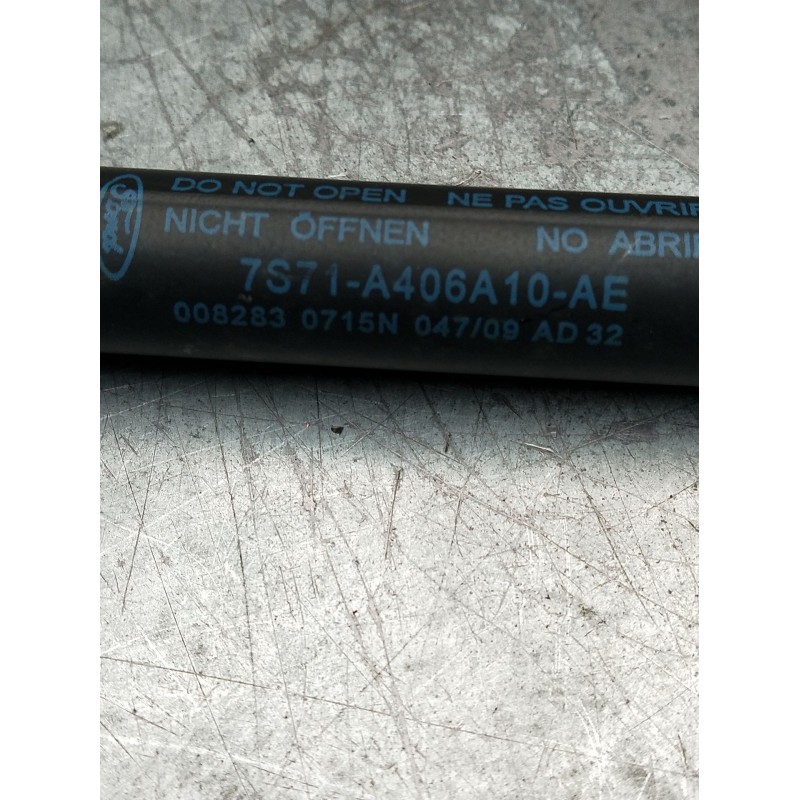 Ford
DO NOT OPEN NE PAS OUVRIR
NICHT ÖFFNEN NO ABRIR
7S71-A406A10-AE
008283 0715N 047/09 AD 32